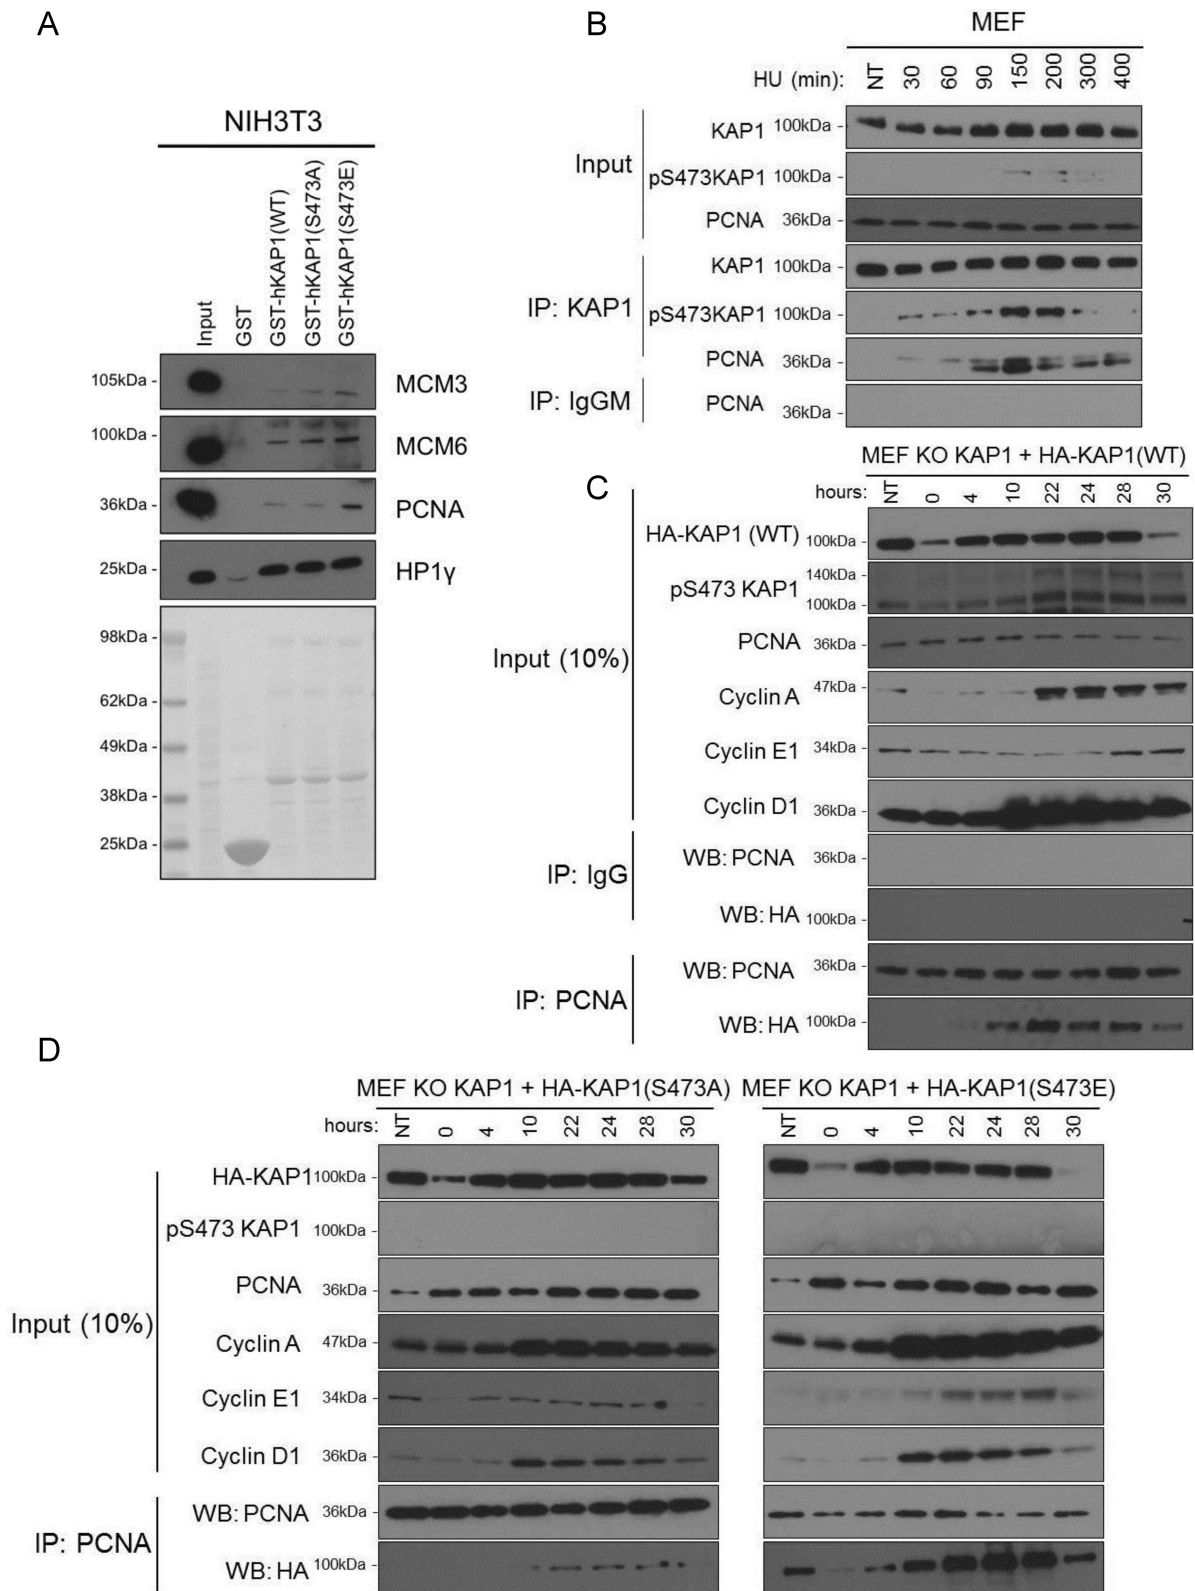 A
NIH3T3
Input
GST
GST-hKAP1(WT)
GST-hKAP1(S473A)
GST-hKAP1(S473E)
105kDa - MCM3
100kDa - MCM6
36kDa - PCNA
25kDa - HP1γ
98kDa -
62kDa -
49kDa -
38kDa -
25kDa -
B
MEF
HU (min): NT 30 60 90 150 200 300 400
Input
KAP1 100kDa -
pS473KAP1 100kDa -
PCNA 36kDa -
IP: KAP1
KAP1 100kDa -
pS473KAP1 100kDa -
PCNA 36kDa -
IP: IgGM
PCNA 36kDa -
C
MEF KO KAP1 + HA-KAP1(WT)
hours: NT 0 4 10 22 24 28 30
Input (10%)
HA-KAP1 (WT) 100kDa -
pS473 KAP1 140kDa -
100kDa -
PCNA 36kDa -
Cyclin A 47kDa -
Cyclin E1 34kDa -
Cyclin D1 36kDa -
IP: IgG
WB: PCNA 36kDa -
WB: HA 100kDa -
IP: PCNA
WB: PCNA 36kDa -
WB: HA 100kDa -
D
MEF KO KAP1 + HA-KAP1(S473A) MEF KO KAP1 + HA-KAP1(S473E)
hours: NT 0 4 10 22 24 28 30 NT 0 4 10 22 24 28 30
Input (10%)
HA-KAP1 100kDa -
pS473 KAP1 100kDa -
PCNA 36kDa -
Cyclin A 47kDa -
Cyclin E1 34kDa -
Cyclin D1 36kDa -
IP: PCNA
WB: PCNA 36kDa -
WB: HA 100kDa -